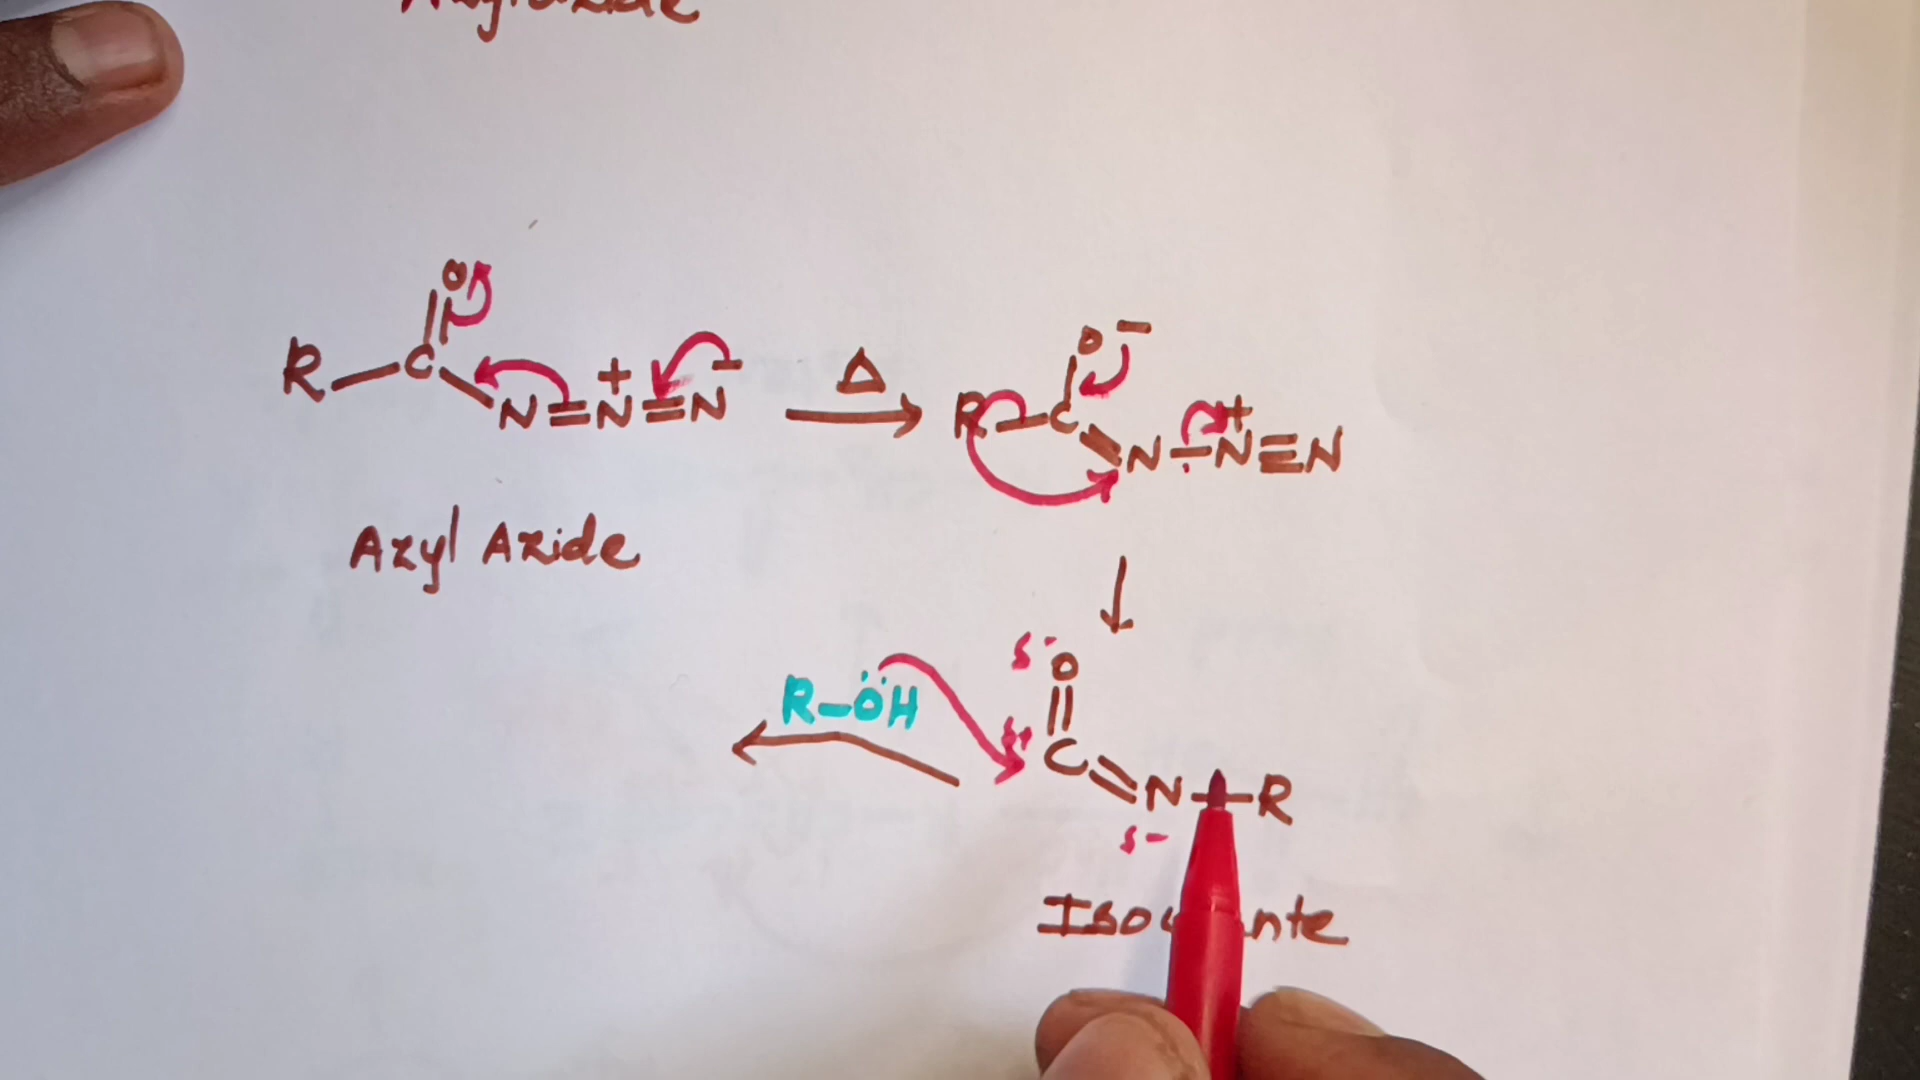 R—C(=O)—N=N⁺=N⁻
Δ
R—C(O⁻)=N—N⁺≡N
Azyl Azide
R–ÖH
δ- O
δ+ C=N—R
δ-